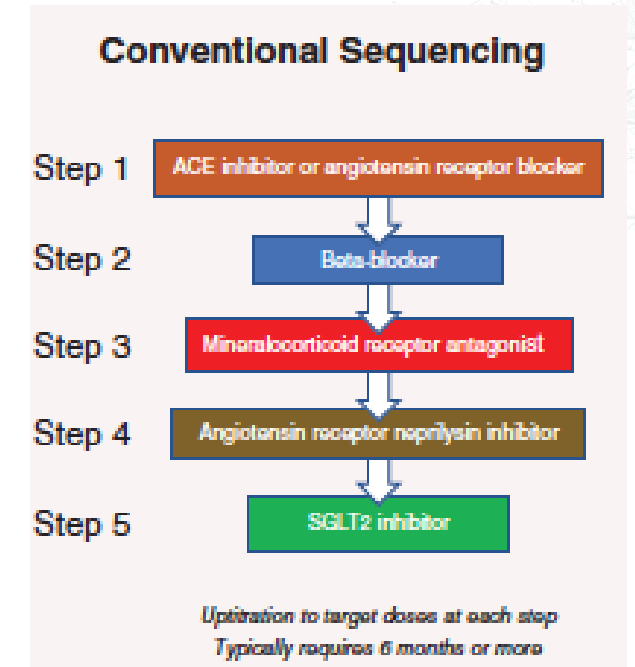 Conventional Sequencing
Step 1 ACE inhibitor or angiotensin receptor blocker
Step 2 Beta-blocker
Step 3 Mineralocorticoid receptor antagonist
Step 4 Angiotensin receptor neprilysin inhibitor
Step 5 SGLT2 inhibitor
Uptitration to target doses at each step
Typically requires 6 months or more